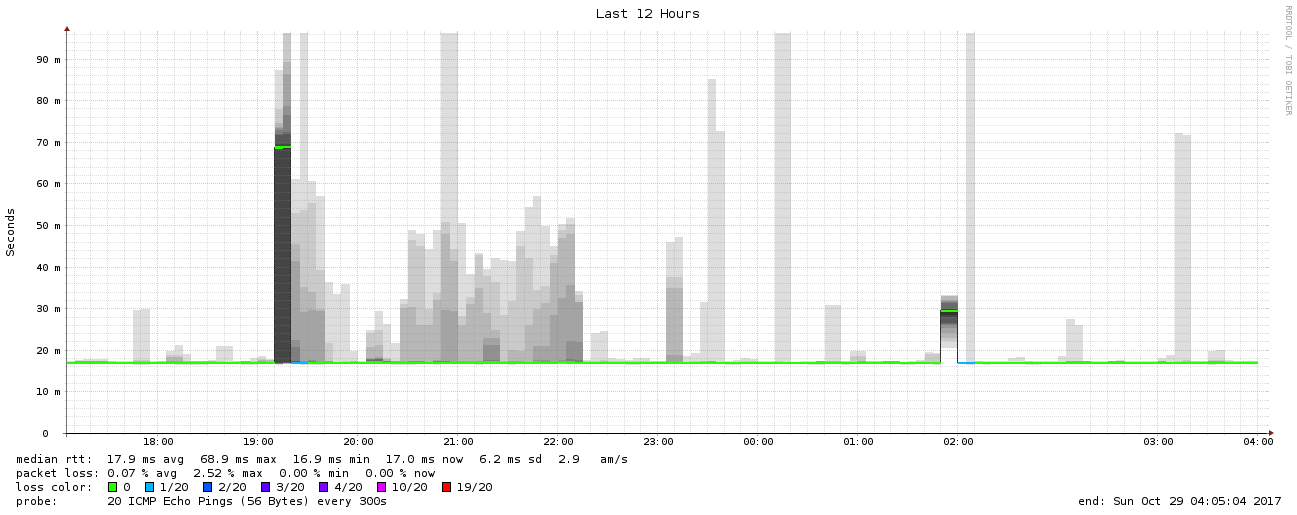 Last 12 Hours
RRDTOOL / TOBI OETIKER
Seconds
90 m
80 m
70 m
60 m
50 m
40 m
30 m
20 m
10 m
0
18:00 19:00 20:00 21:00 22:00 23:00 00:00 01:00 02:00 03:00 04:00
median rtt: 17.9 ms avg 68.9 ms max 16.9 ms min 17.0 ms now 6.2 ms sd 2.9 am/s
packet loss: 0.07 % avg 2.52 % max 0.00 % min 0.00 % now
loss color: 0 1/20 2/20 3/20 4/20 10/20 19/20
probe: 20 ICMP Echo Pings (56 Bytes) every 300s end: Sun Oct 29 04:05:04 2017